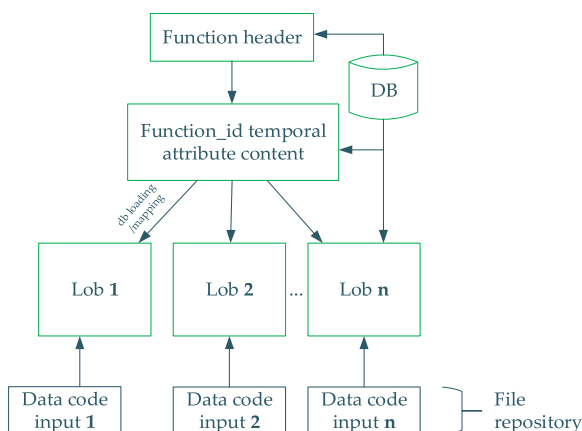 Function header
DB
Function_id temporal
attribute content
db loading
/mapping
Lob 1
Lob 2
...
Lob n
Data code
input 1
Data code
input 2
Data code
input n
File
repository